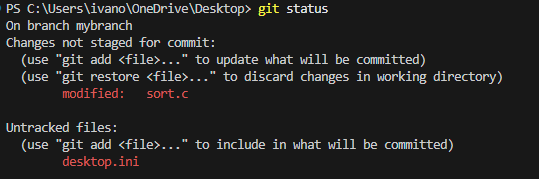 PS C:\Users\ivano\OneDrive\Desktop> git status
On branch mybranch
Changes not staged for commit:
  (use "git add <file>..." to update what will be committed)
  (use "git restore <file>..." to discard changes in working directory)
        modified:   sort.c

Untracked files:
  (use "git add <file>..." to include in what will be committed)
        desktop.ini